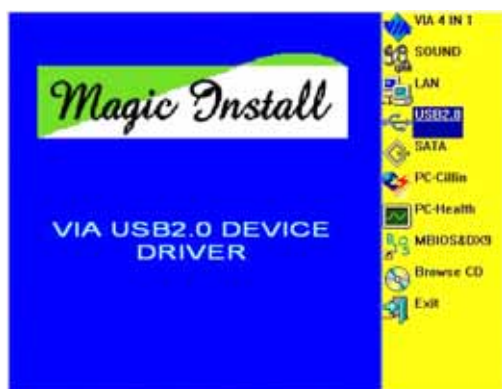 Magic Install
VIA USB2.0 DEVICE
DRIVER
VIA 4 IN 1
SOUND
LAN
USB2.0
SATA
PC-Cillin
PC-Health
MBIOS&DX9
Browse CD
Exit